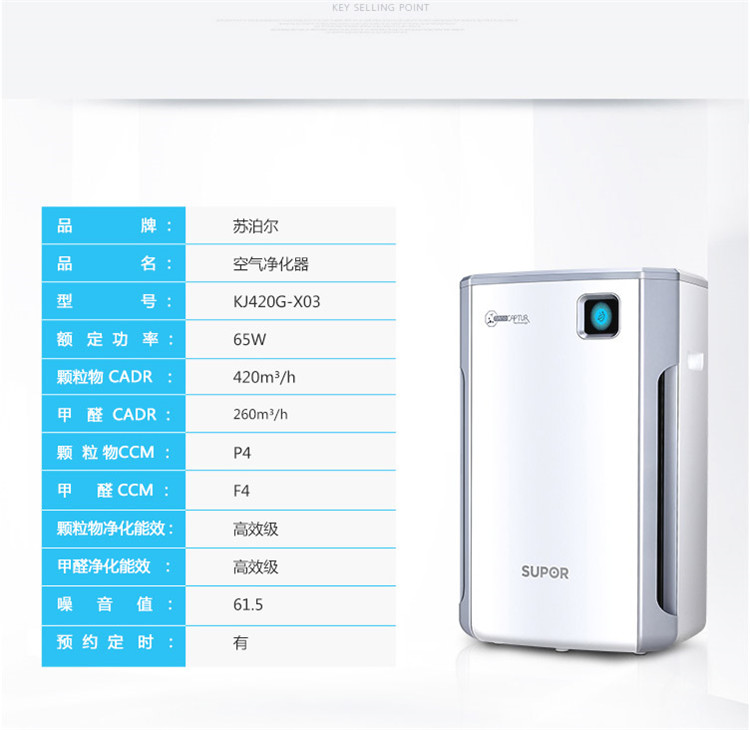 KEY SELLING POINT
品牌: 苏泊尔
品名: 空气净化器
型号: KJ420G-X03
额定功率: 65W
颗粒物 CADR : 420m³/h
甲醛 CADR : 260m³/h
颗粒物CCM : P4
甲醛CCM : F4
颗粒物净化能效: 高效级
甲醛净化能效 : 高效级
噪音值: 61.5
预约定时: 有
SUPOR